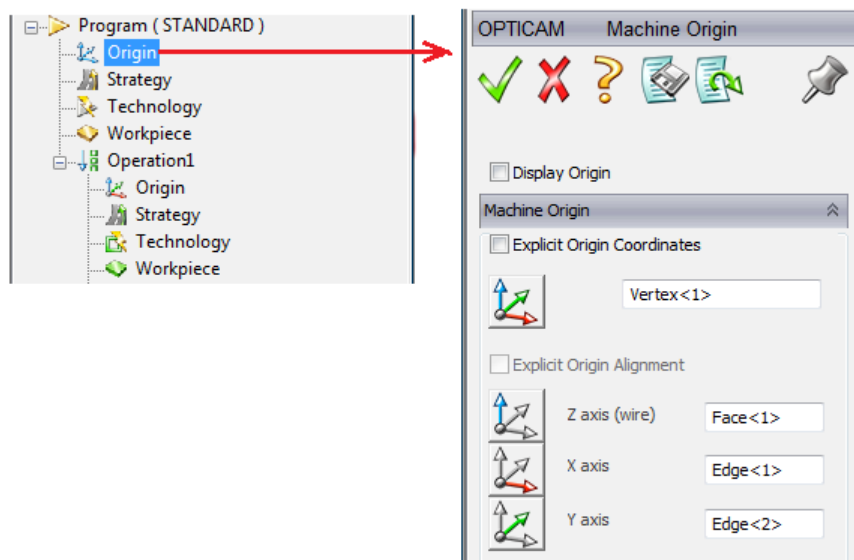 Program ( STANDARD )
Origin
Strategy
Technology
Workpiece
Operation1
Origin
Strategy
Technology
Workpiece
OPTICAM Machine Origin
Display Origin
Machine Origin
Explicit Origin Coordinates
Vertex<1>
Explicit Origin Alignment
Z axis (wire) Face<1>
X axis Edge<1>
Y axis Edge<2>